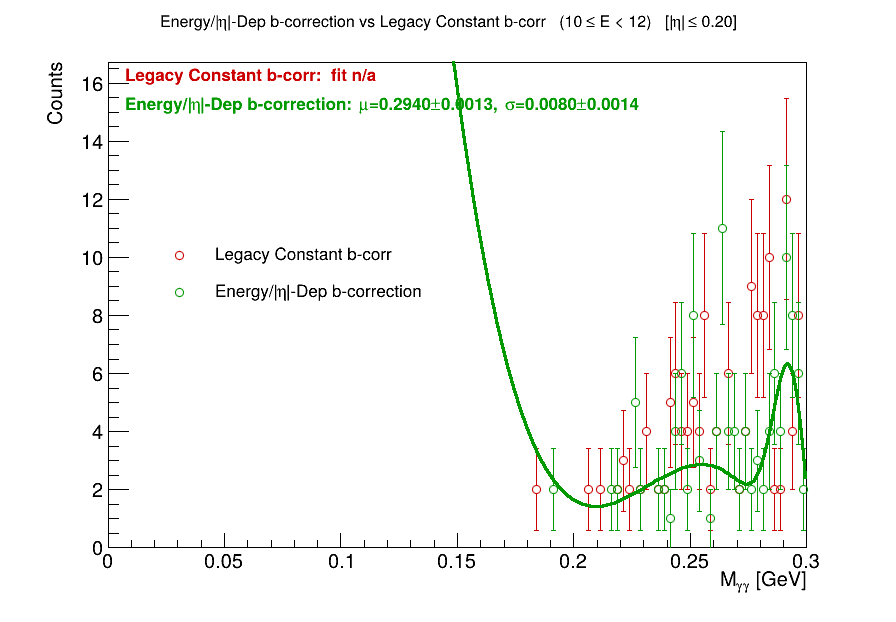 Energy/|η|-Dep b-correction vs Legacy Constant b-corr (10 ≤ E < 12) [|η| ≤ 0.20]
Counts
Legacy Constant b-corr: fit n/a
Energy/|η|-Dep b-correction: μ=0.2940±0.0013, σ=0.0080±0.0014
Legacy Constant b-corr
Energy/|η|-Dep b-correction
16
14
12
10
8
6
4
2
0
0 0.05 0.1 0.15 0.2 0.25 0.3
M_γγ [GeV]